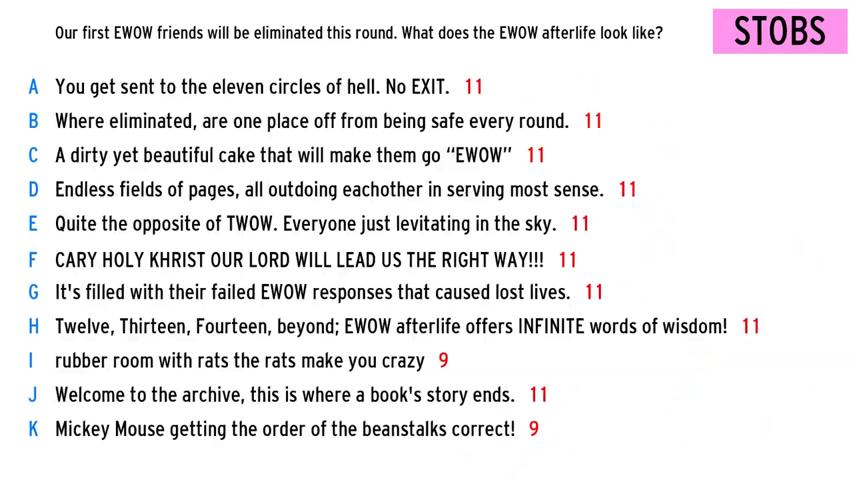 Our first EWOW friends will be eliminated this round. What does the EWOW afterlife look like?
STOBS
A You get sent to the eleven circles of hell. No EXIT. 11
B Where eliminated, are one place off from being safe every round. 11
C A dirty yet beautiful cake that will make them go “EWOW” 11
D Endless fields of pages, all outdoing eachother in serving most sense. 11
E Quite the opposite of TWOW. Everyone just levitating in the sky. 11
F CARY HOLY KHRIST OUR LORD WILL LEAD US THE RIGHT WAY!!! 11
G It's filled with their failed EWOW responses that caused lost lives. 11
H Twelve, Thirteen, Fourteen, beyond; EWOW afterlife offers INFINITE words of wisdom! 11
I rubber room with rats the rats make you crazy 9
J Welcome to the archive, this is where a book's story ends. 11
K Mickey Mouse getting the order of the beanstalks correct! 9